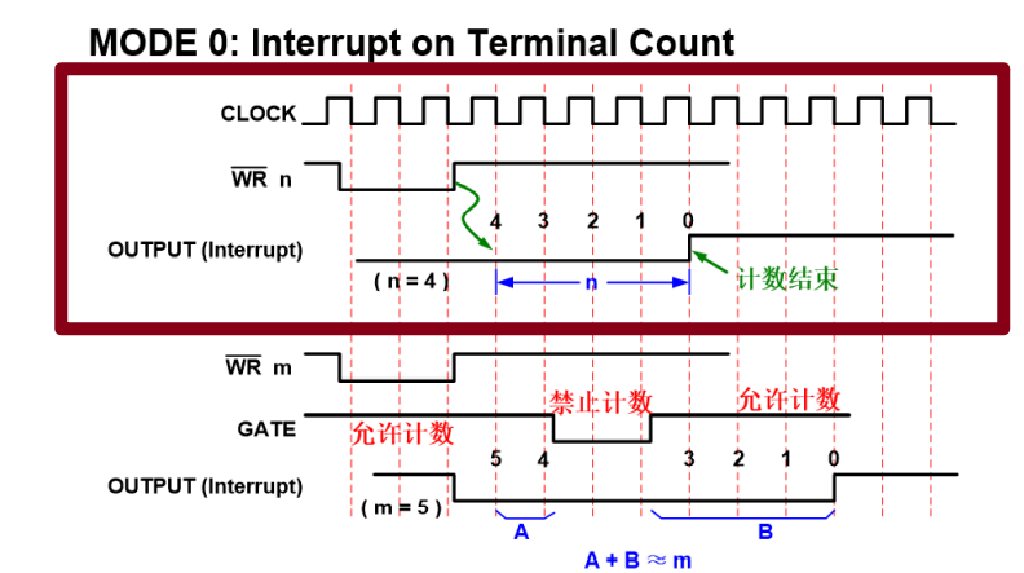 MODE 0: Interrupt on Terminal Count
CLOCK
WR n
4 3 2 1 0
OUTPUT (Interrupt)
( n = 4 )
n
计数结束
WR m
禁止计数
允许计数
GATE
允许计数
5 4 3 2 1 0
OUTPUT (Interrupt)
( m = 5 )
A
B
A + B ≈ m